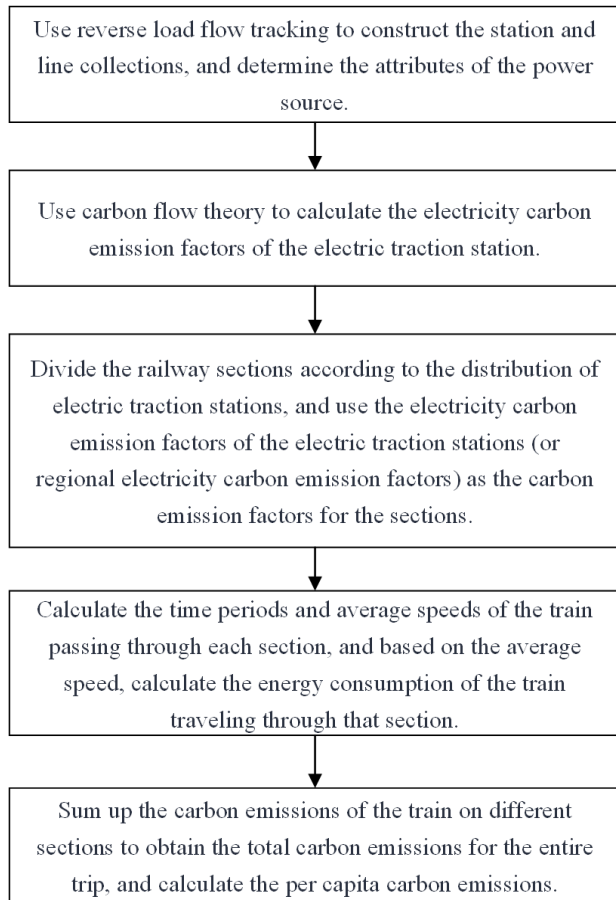 Use reverse load flow tracking to construct the station and
line collections, and determine the attributes of the power
source.
Use carbon flow theory to calculate the electricity carbon
emission factors of the electric traction station.
Divide the railway sections according to the distribution of
electric traction stations, and use the electricity carbon
emission factors of the electric traction stations (or
regional electricity carbon emission factors) as the carbon
emission factors for the sections.
Calculate the time periods and average speeds of the train
passing through each section, and based on the average
speed, calculate the energy consumption of the train
traveling through that section.
Sum up the carbon emissions of the train on different
sections to obtain the total carbon emissions for the entire
trip, and calculate the per capita carbon emissions.